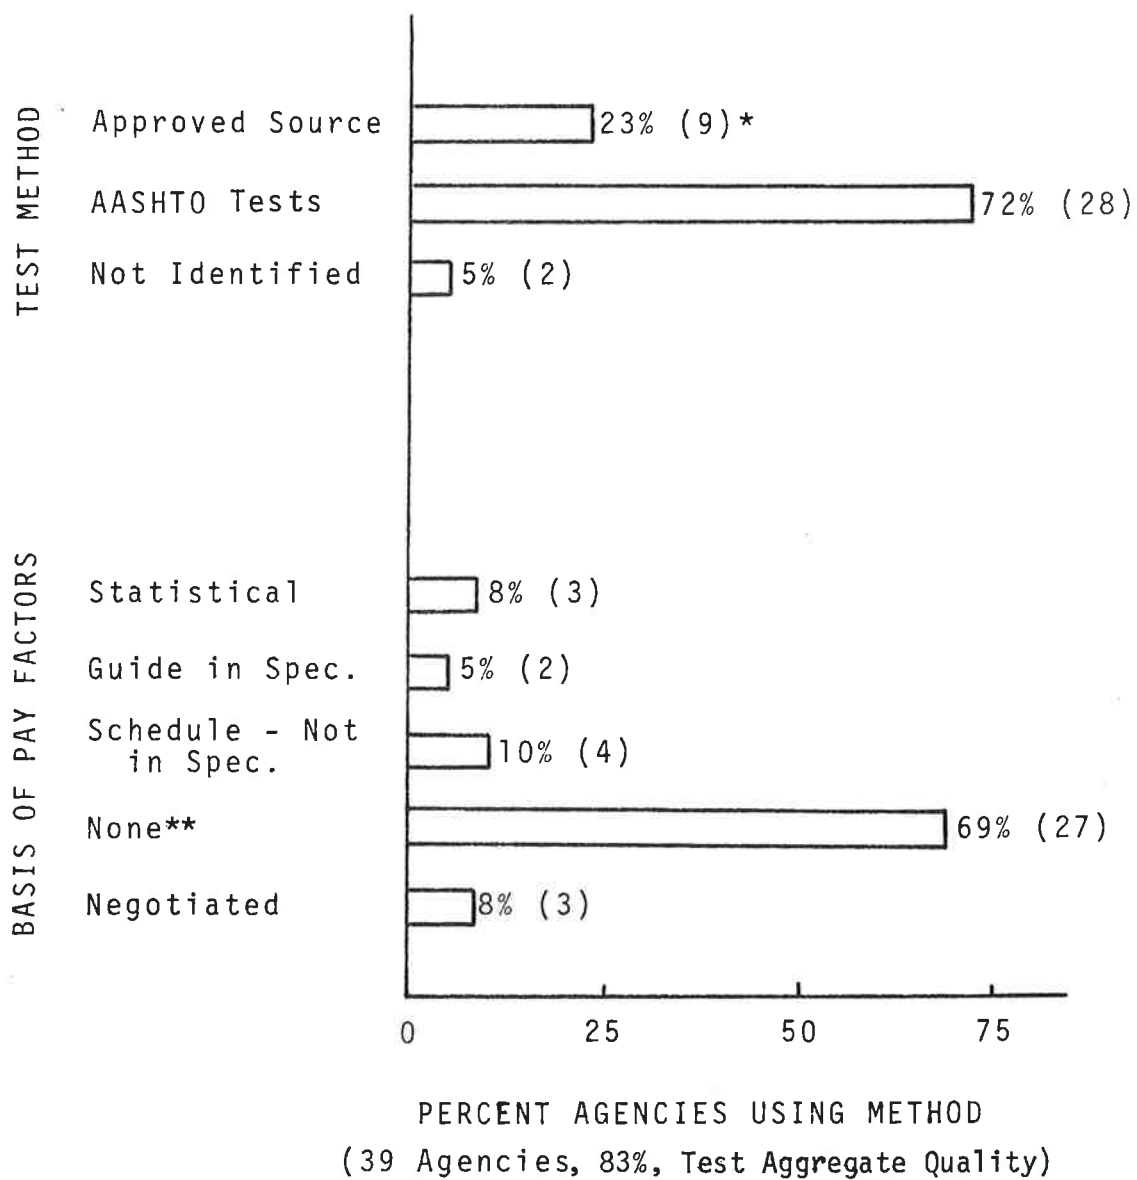 TEST METHOD
Approved Source 23% (9)*
AASHTO Tests 72% (28)
Not Identified 5% (2)
BASIS OF PAY FACTORS
Statistical 8% (3)
Guide in Spec. 5% (2)
Schedule - Not
in Spec. 10% (4)
None** 69% (27)
Negotiated 8% (3)
0 25 50 75
PERCENT AGENCIES USING METHOD
(39 Agencies, 83%, Test Aggregate Quality)